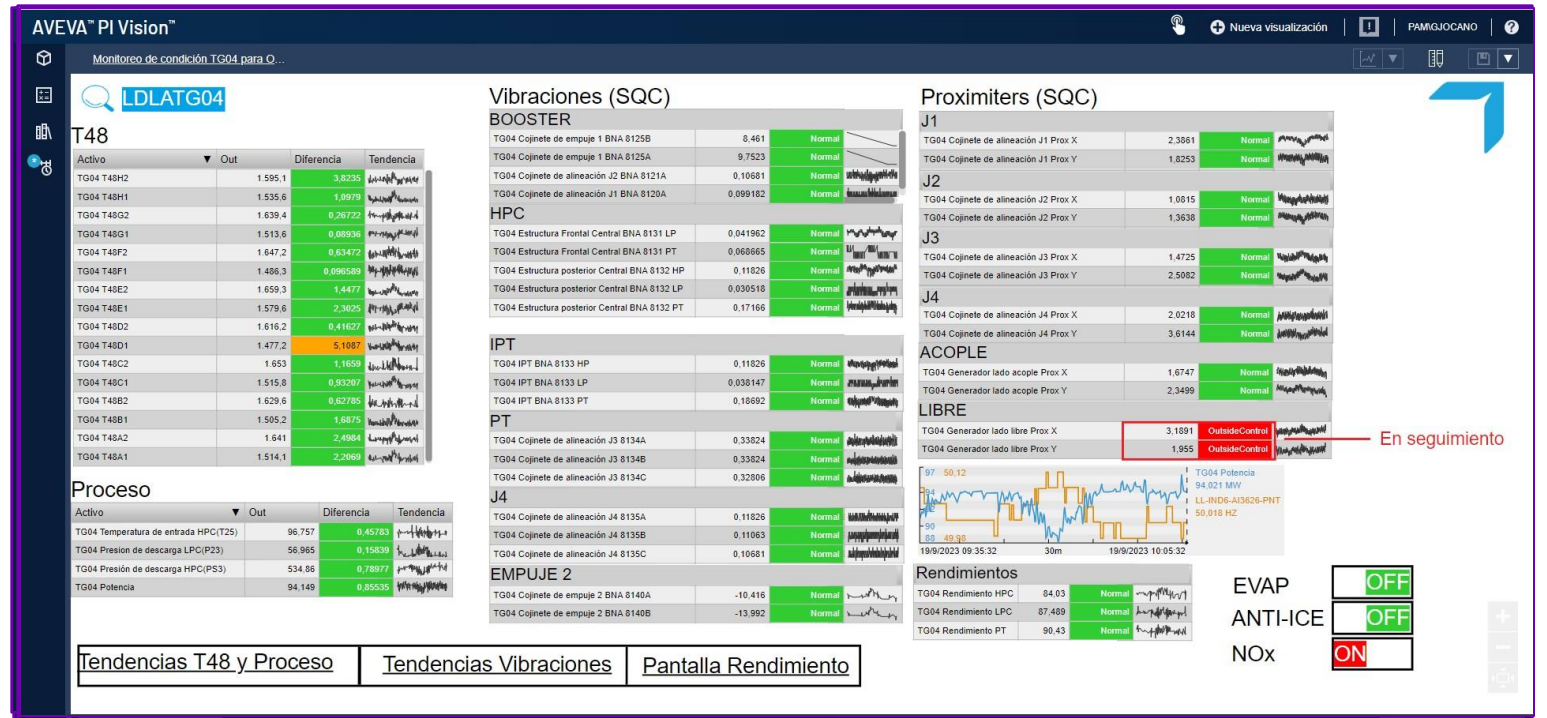 AVEVA™ PI Vision™
Nueva visualización
PAM\GJOCANO
Monitoreo de condición TG04 para O...
LDLATG04
T48
Activo Out Diferencia Tendencia
TG04 T48H2 1.595,1 3,8235
TG04 T48H1 1.535,6 1,0979
TG04 T48G2 1.639,4 0,26722
TG04 T48G1 1.513,6 0,08936
TG04 T48F2 1.647,2 0,63472
TG04 T48F1 1.486,3 0,096589
TG04 T48E2 1.659,3 1,4477
TG04 T48E1 1.579,6 2,3025
TG04 T48D2 1.616,2 0,41627
TG04 T48D1 1.477,2 5,1087
TG04 T48C2 1.653 1,1659
TG04 T48C1 1.515,8 0,93207
TG04 T48B2 1.629,6 0,62785
TG04 T48B1 1.505,2 1,6875
TG04 T48A2 1.641 2,4984
TG04 T48A1 1.514,1 2,2069
Proceso
Activo Out Diferencia Tendencia
TG04 Temperatura de entrada HPC(T25) 96,757 0,45783
TG04 Presion de descarga LPC(P23) 56,965 0,15839
TG04 Presión de descarga HPC(PS3) 534,86 0,78977
TG04 Potencia 94,149 0,85535
Vibraciones (SQC)
BOOSTER
TG04 Cojinete de empuje 1 BNA 8125B 8,461 Normal
TG04 Cojinete de empuje 1 BNA 8125A 9,7523 Normal
TG04 Cojinete de alineación J2 BNA 8121A 0,10681 Normal
TG04 Cojinete de alineación J1 BNA 8120A 0,099182 Normal
HPC
TG04 Estructura Frontal Central BNA 8131 LP 0,041962 Normal
TG04 Estructura Frontal Central BNA 8131 PT 0,068665 Normal
TG04 Estructura posterior Central BNA 8132 HP 0,11826 Normal
TG04 Estructura posterior Central BNA 8132 LP 0,030518 Normal
TG04 Estructura posterior Central BNA 8132 PT 0,17166 Normal
IPT
TG04 IPT BNA 8133 HP 0,11826 Normal
TG04 IPT BNA 8133 LP 0,038147 Normal
TG04 IPT BNA 8133 PT 0,18692 Normal
PT
TG04 Cojinete de alineación J3 8134A 0,33824 Normal
TG04 Cojinete de alineación J3 8134B 0,33824 Normal
TG04 Cojinete de alineación J3 8134C 0,32806 Normal
J4
TG04 Cojinete de alineación J4 8135A 0,11826 Normal
TG04 Cojinete de alineación J4 8135B 0,11063 Normal
TG04 Cojinete de alineación J4 8135C 0,10681 Normal
EMPUJE 2
TG04 Cojinete de empuje 2 BNA 8140A -10,416 Normal
TG04 Cojinete de empuje 2 BNA 8140B -13,992 Normal
Proximiters (SQC)
J1
TG04 Cojinete de alineación J1 Prox X 2,3861 Normal
TG04 Cojinete de alineación J1 Prox Y 1,8253 Normal
J2
TG04 Cojinete de alineación J2 Prox X 1,0815 Normal
TG04 Cojinete de alineación J2 Prox Y 1,3638 Normal
J3
TG04 Cojinete de alineación J3 Prox X 1,4725 Normal
TG04 Cojinete de alineación J3 Prox Y 2,5082 Normal
J4
TG04 Cojinete de alineación J4 Prox X 2,0218 Normal
TG04 Cojinete de alineación J4 Prox Y 3,6144 Normal
ACOPLE
TG04 Generador lado acople Prox X 1,6747 Normal
TG04 Generador lado acople Prox Y 2,3499 Normal
LIBRE
TG04 Generador lado libre Prox X 3,1891 OutsideControl
TG04 Generador lado libre Prox Y 1,955 OutsideControl
En seguimiento
97 50,12
94
92
90
88 49,98
19/9/2023 09:35:32 30m 19/9/2023 10:05:32
TG04 Potencia
94,021 MW
LL-IND6-AI3626-PNT
50,018 HZ
Rendimientos
TG04 Rendimiento HPC 84,03 Normal
TG04 Rendimiento LPC 87,489 Normal
TG04 Rendimiento PT 90,43 Normal
EVAP OFF
ANTI-ICE OFF
NOx ON
Tendencias T48 y Proceso
Tendencias Vibraciones
Pantalla Rendimiento